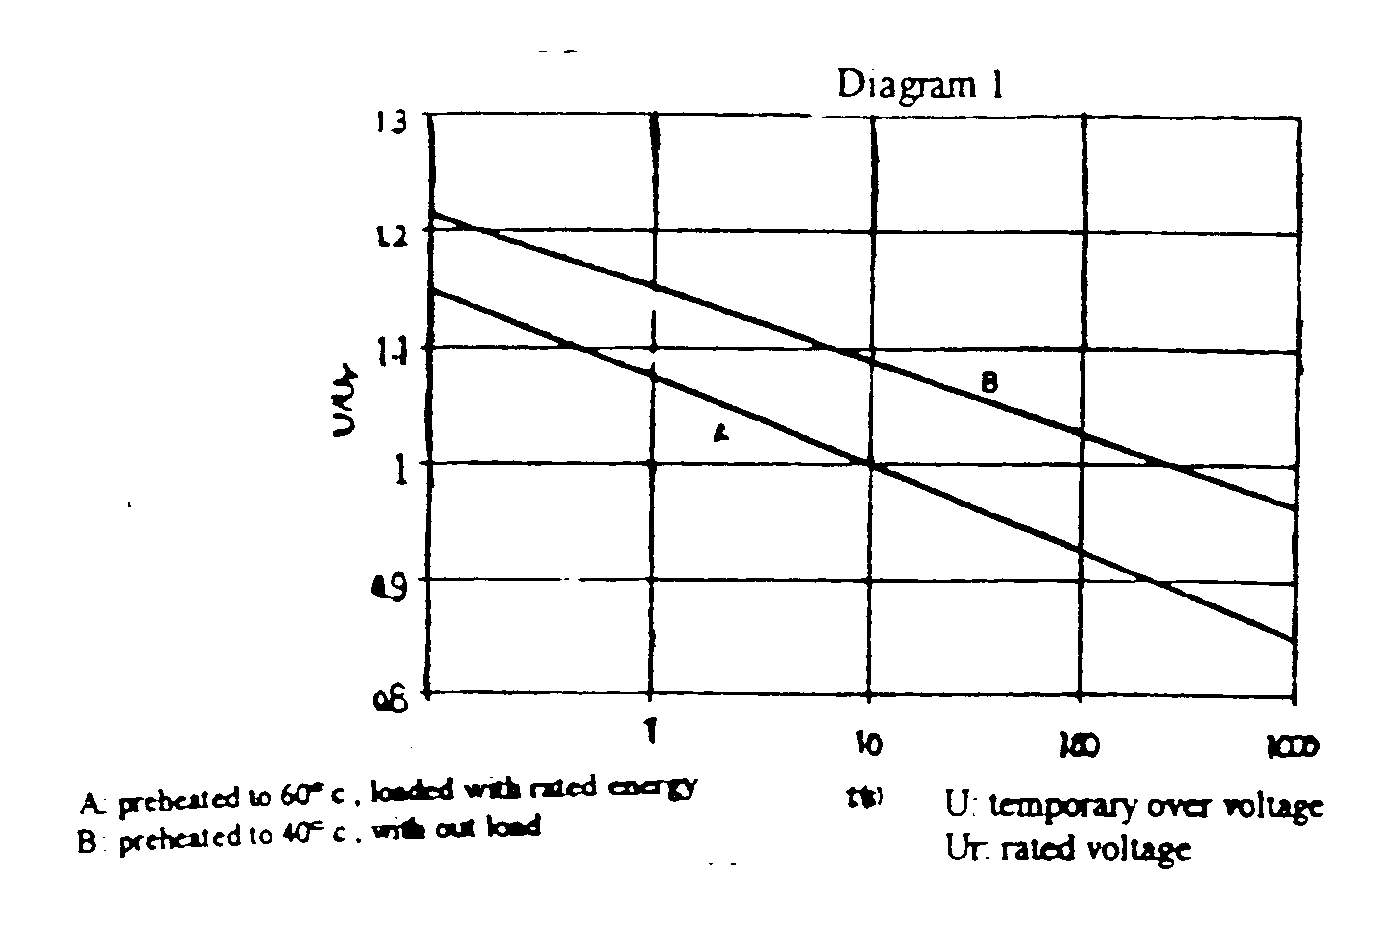 Diagram 1
1.3
1.2
1.1
U/Ur
B
A
1
0.9
0.8
1
10
100
1000
A: preheated to 60° c , loaded with rated energy
t(s)
U: temporary over voltage
B: preheated to 40° c , with out load
Ur: rated voltage